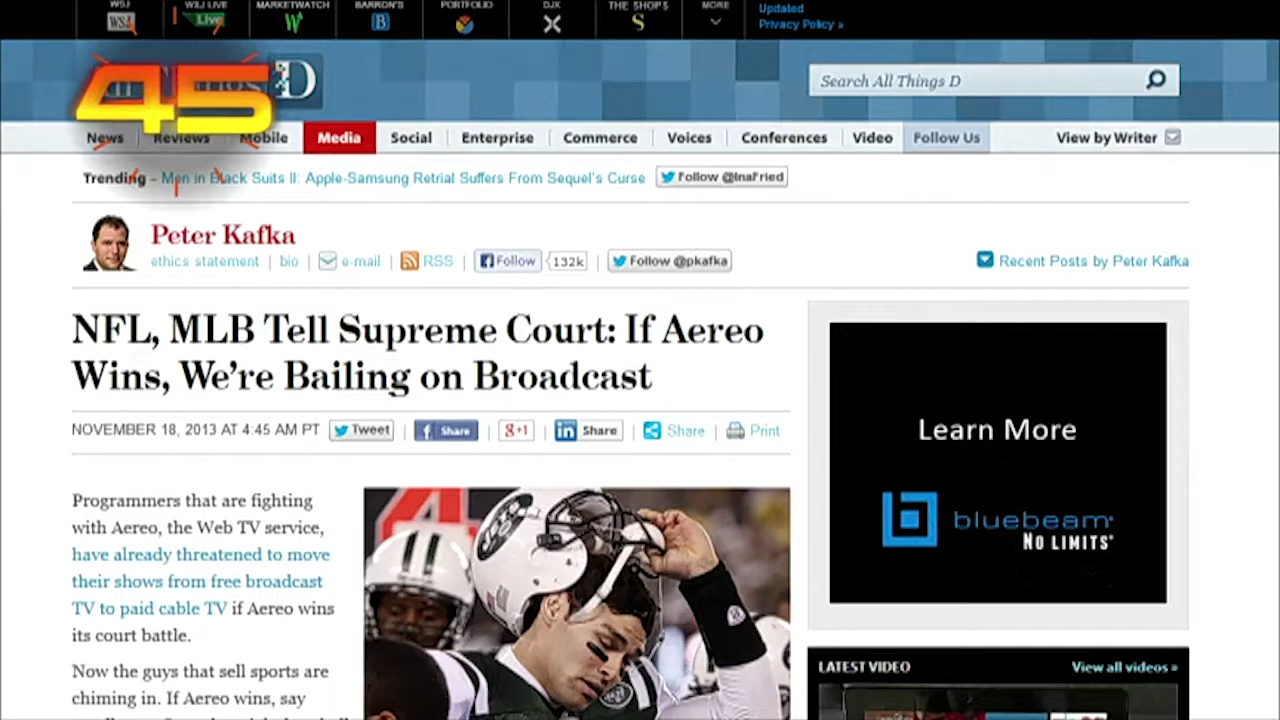 WSJ WSJ LIVE MARKETWATCH BARRON'S PORTFOLIO DJX THE SHOPS MORE
WSJ Live W B S
Updated
Privacy Policy »
45
D
Search All Things D
News Reviews Mobile Media Social Enterprise Commerce Voices Conferences Video Follow Us View by Writer
Trending – Men in Black Suits II: Apple-Samsung Retrial Suffers From Sequel's Curse Follow @InaFried
Peter Kafka
ethics statement | bio | e-mail | RSS | Follow 132k | Follow @pkafka
Recent Posts by Peter Kafka
NFL, MLB Tell Supreme Court: If Aereo
Wins, We're Bailing on Broadcast
NOVEMBER 18, 2013 AT 4:45 AM PT Tweet | f Share | g+1 | in Share | Share | Print
Programmers that are fighting
with Aereo, the Web TV service,
have already threatened to move
their shows from free broadcast
TV to paid cable TV if Aereo wins
its court battle.
Now the guys that sell sports are
chiming in. If Aereo wins, say
Learn More
bluebeam®
NO LIMITS®
LATEST VIDEO View all videos »